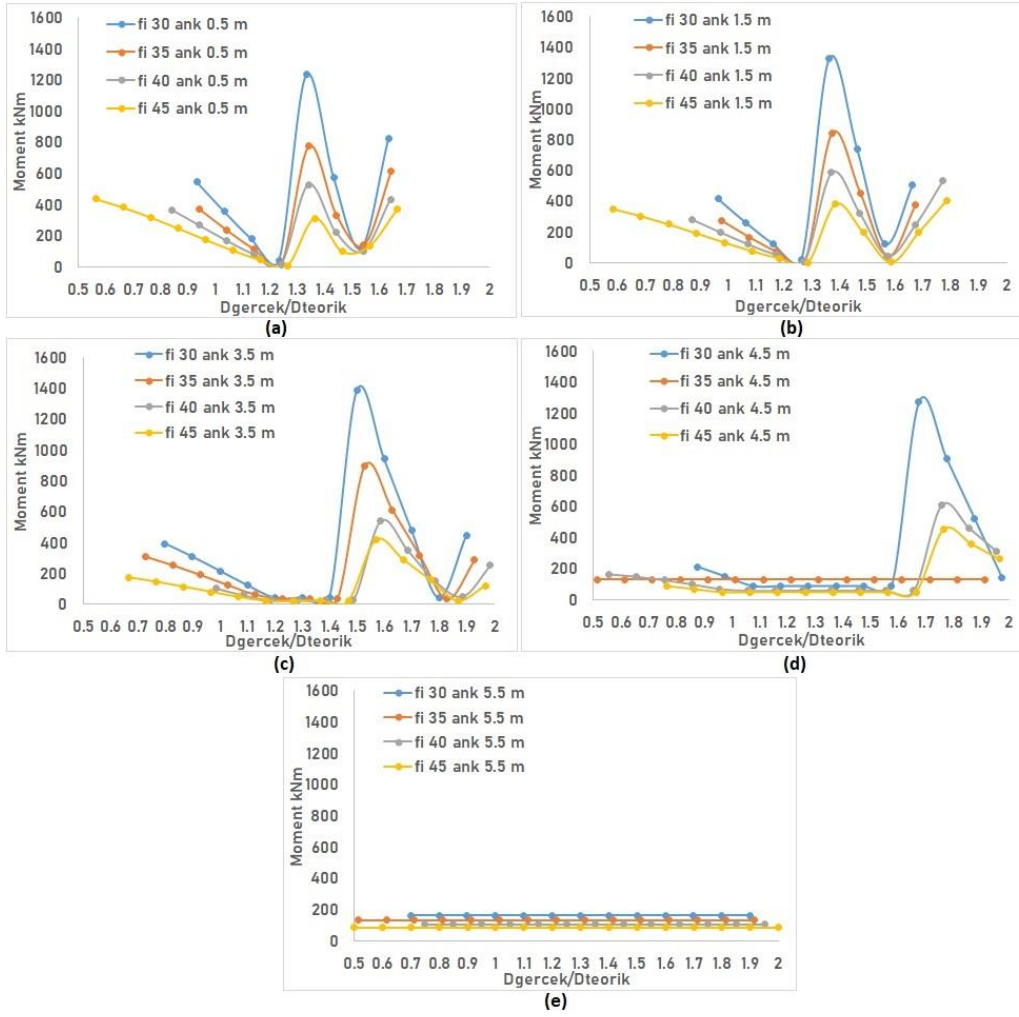 1600
1400
1200
1000
800
600
400
200
0
Moment kNm
fi 30 ank 0.5 m
fi 35 ank 0.5 m
fi 40 ank 0.5 m
fi 45 ank 0.5 m
0.5 0.6 0.7 0.8 0.9 1 1.1 1.2 1.3 1.4 1.5 1.6 1.7 1.8 1.9 2
Dgercek/Dteorik
(a)
1600
1400
1200
1000
800
600
400
200
0
Moment kNm
fi 30 ank 1.5 m
fi 35 ank 1.5 m
fi 40 ank 1.5 m
fi 45 ank 1.5 m
0.5 0.6 0.7 0.8 0.9 1 1.1 1.2 1.3 1.4 1.5 1.6 1.7 1.8 1.9 2
Dgercek/Dteorik
(b)
1600
1400
1200
1000
800
600
400
200
0
Moment kNm
fi 30 ank 3.5 m
fi 35 ank 3.5 m
fi 40 ank 3.5 m
fi 45 ank 3.5 m
0.5 0.6 0.7 0.8 0.9 1 1.1 1.2 1.3 1.4 1.5 1.6 1.7 1.8 1.9 2
Dgercek/Dteorik
(c)
1600
1400
1200
1000
800
600
400
200
0
Moment kNm
fi 30 ank 4.5 m
fi 35 ank 4.5 m
fi 40 ank 4.5 m
fi 45 ank 4.5 m
0.5 0.6 0.7 0.8 0.9 1 1.1 1.2 1.3 1.4 1.5 1.6 1.7 1.8 1.9 2
Dgercek/Dteorik
(d)
1600
1400
1200
1000
800
600
400
200
0
Moment kNm
fi 30 ank 5.5 m
fi 35 ank 5.5 m
fi 40 ank 5.5 m
fi 45 ank 5.5 m
0.5 0.6 0.7 0.8 0.9 1 1.1 1.2 1.3 1.4 1.5 1.6 1.7 1.8 1.9 2
Dgercek/Dteorik
(e)